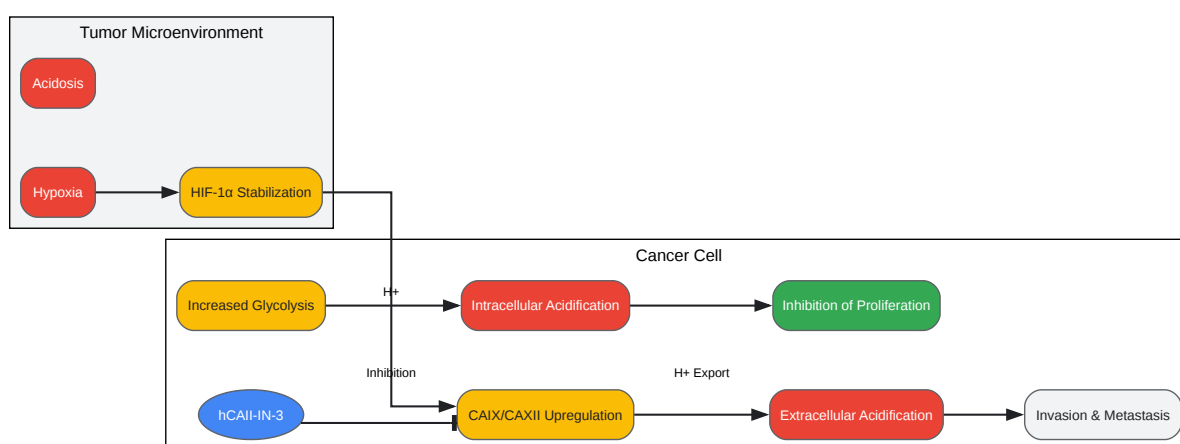 Tumor Microenvironment
Acidosis
Hypoxia
HIF-1α Stabilization
Cancer Cell
Increased Glycolysis
H+
Intracellular Acidification
Inhibition of Proliferation
Inhibition
H+ Export
hCAII-IN-3
CAIX/CAXII Upregulation
Extracellular Acidification
Invasion & Metastasis